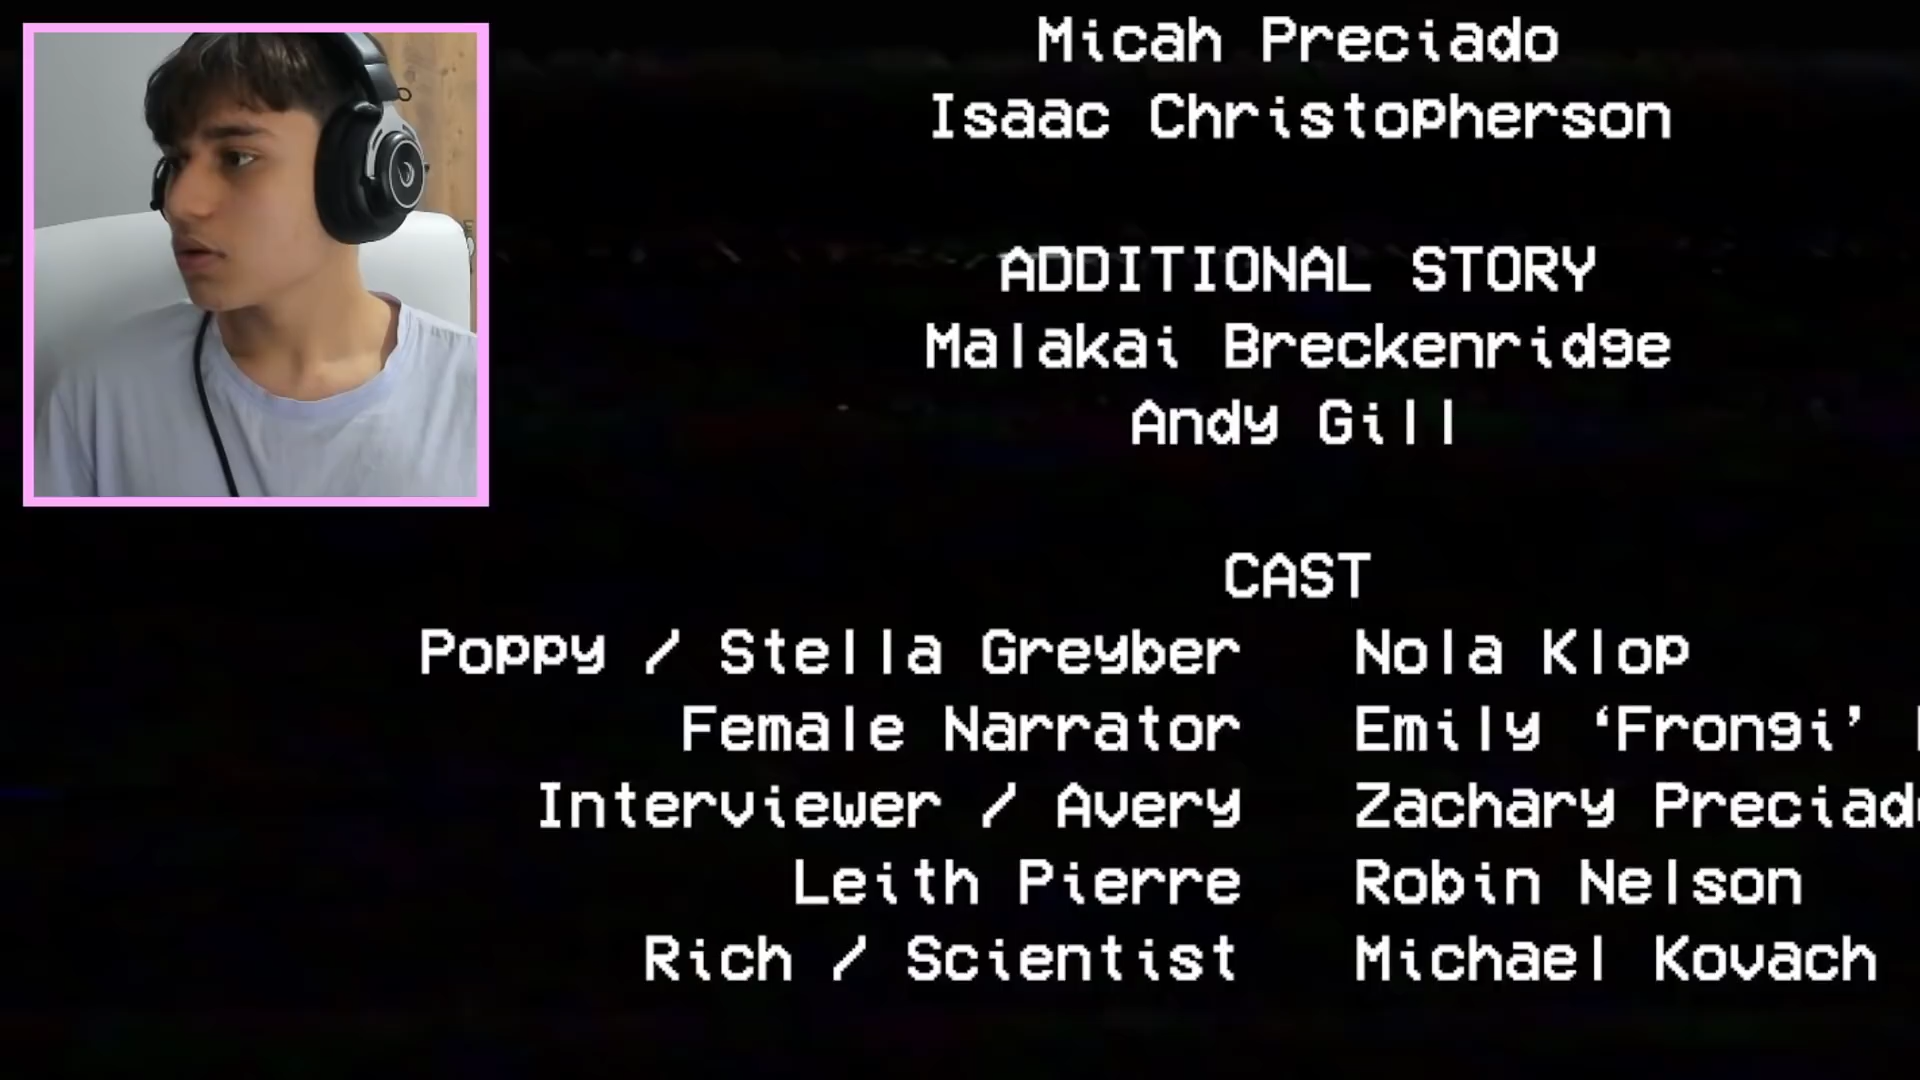 Micah Preciado
Isaac Christopherson
ADDITIONAL STORY
Malakai Breckenridge
Andy Gill
CAST
Poppy / Stella Greyber Nola Klop
Female Narrator Emily ‘Frongi’
Interviewer / Avery Zachary Preciado
Leith Pierre Robin Nelson
Rich / Scientist Michael Kovach